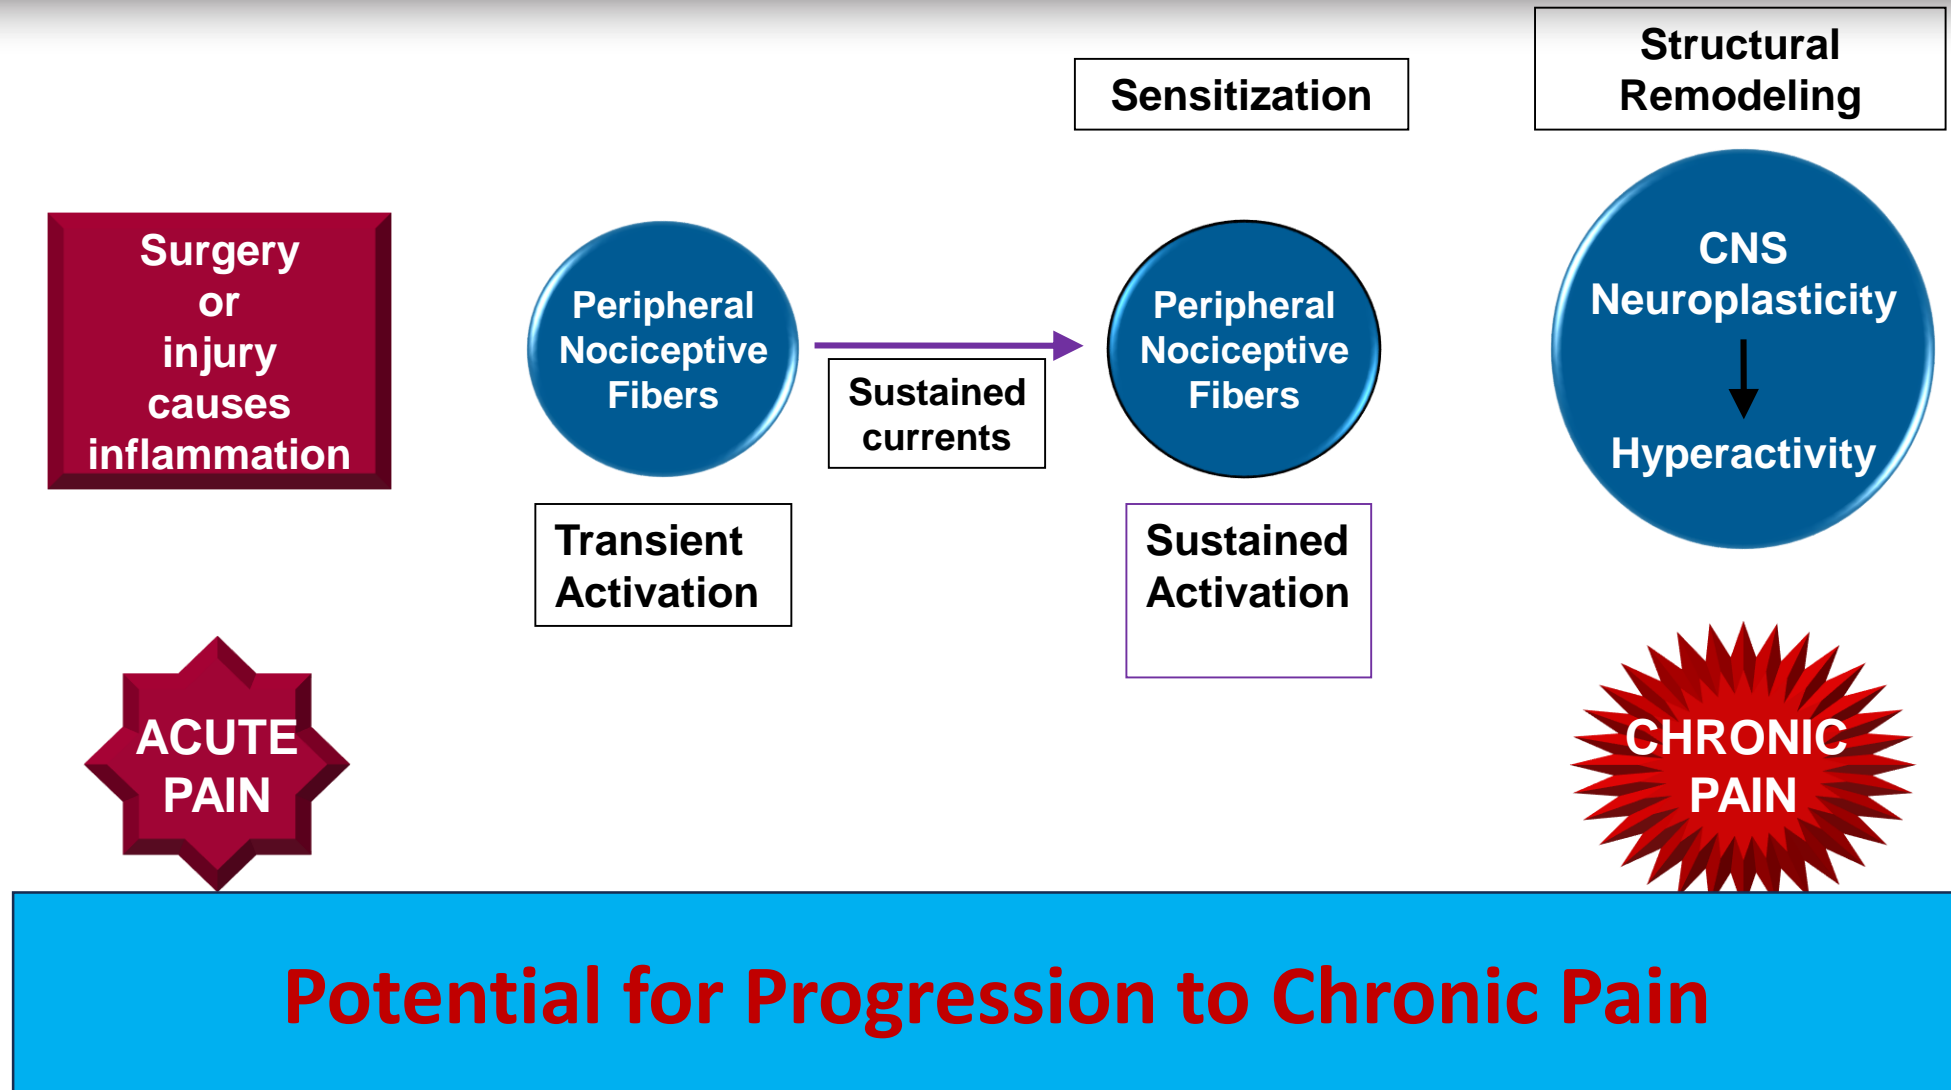 Structural
Remodeling
Sensitization
Surgery
or
injury
causes
inflammation
Peripheral
Nociceptive
Fibers
Sustained
currents
Peripheral
Nociceptive
Fibers
CNS
Neuroplasticity
Hyperactivity
Transient
Activation
Sustained
Activation
ACUTE
PAIN
CHRONIC
PAIN
Potential for Progression to Chronic Pain